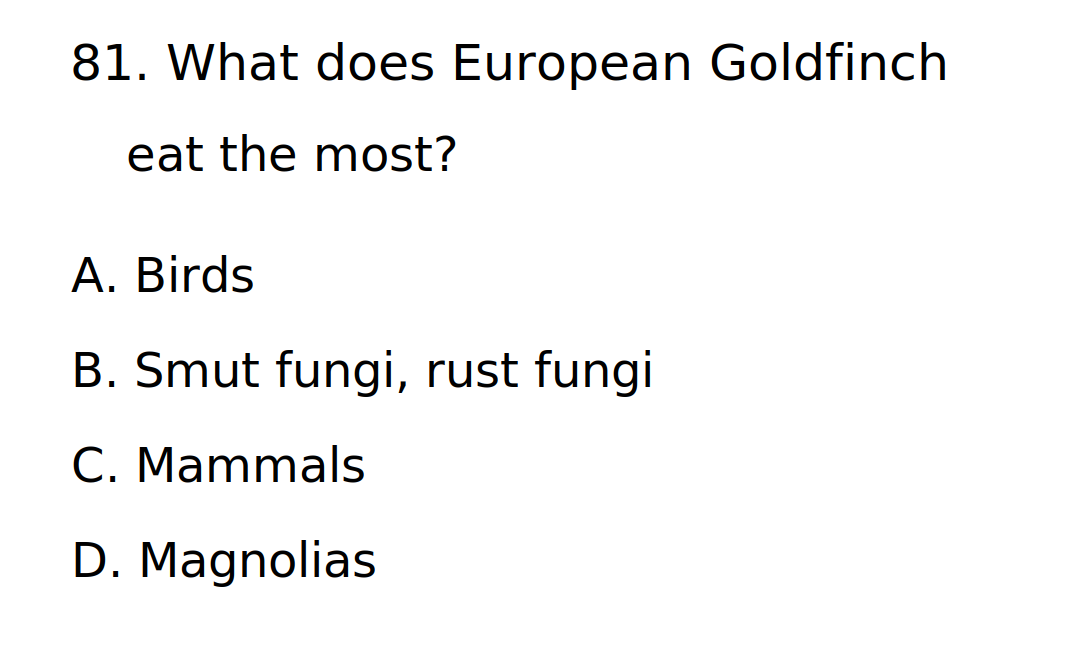 81. What does European Goldfinch
eat the most?
A. Birds
B. Smut fungi, rust fungi
C. Mammals
D. Magnolias